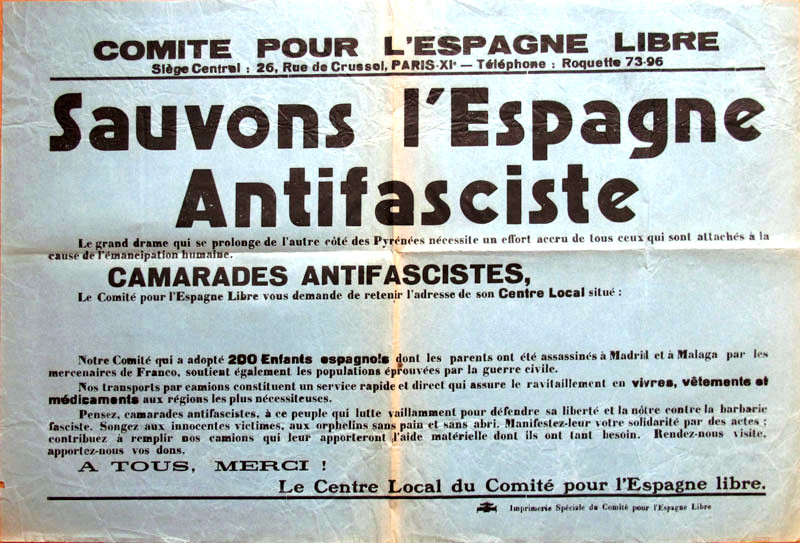 COMITE POUR L'ESPAGNE LIBRE
Siège Central : 26, Rue de Crussol, PARIS-XIe — Téléphone : Roquette 73-96
Sauvons l'Espagne
Antifasciste
Le grand drame qui se prolonge de l'autre côté des Pyrénées nécessite un effort accru de tous ceux qui sont attachés à la
cause de l'émancipation humaine.
CAMARADES ANTIFASCISTES,
Le Comité pour l'Espagne Libre vous demande de retenir l'adresse de son Centre Local situé :
Notre Comité qui a adopté 200 Enfants espagnols dont les parents ont été assassinés à Madrid et à Malaga par les
mercenaires de Franco, soutient également les populations éprouvées par la guerre civile.
Nos transports par camions constituent un service rapide et direct qui assure le ravitaillement en vivres, vêtements et
médicaments aux régions les plus nécessiteuses.
Pensez, camarades antifascistes, à ce peuple qui lutte vaillamment pour défendre sa liberté et la nôtre contre la barbarie
fasciste. Songez aux innocentes victimes, aux orphelins sans pain et sans abri. Manifestez-leur votre solidarité par des actes ;
contribuez à remplir nos camions qui leur apporteront l'aide matérielle dont ils ont tant besoin. Rendez-nous visite,
apportez-nous vos dons.
A TOUS, MERCI !
Le Centre Local du Comité pour l'Espagne libre.
Imprimerie Spéciale du Comité pour l'Espagne Libre